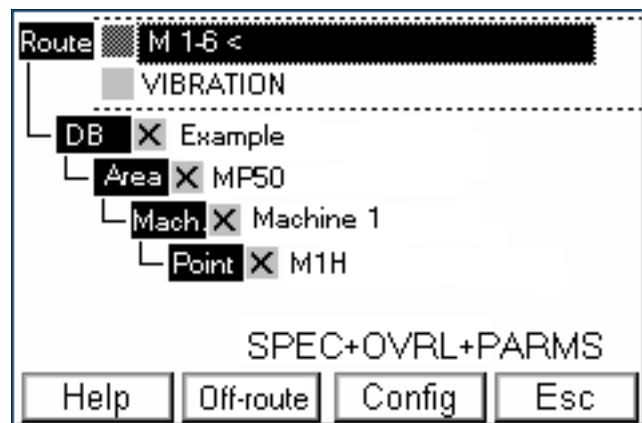 Route M 1-6 <
VIBRATION
DB X Example
Area X MP50
Mach. X Machine 1
Point X M1H
SPEC+OVRL+PARMS
Help Off-route Config Esc